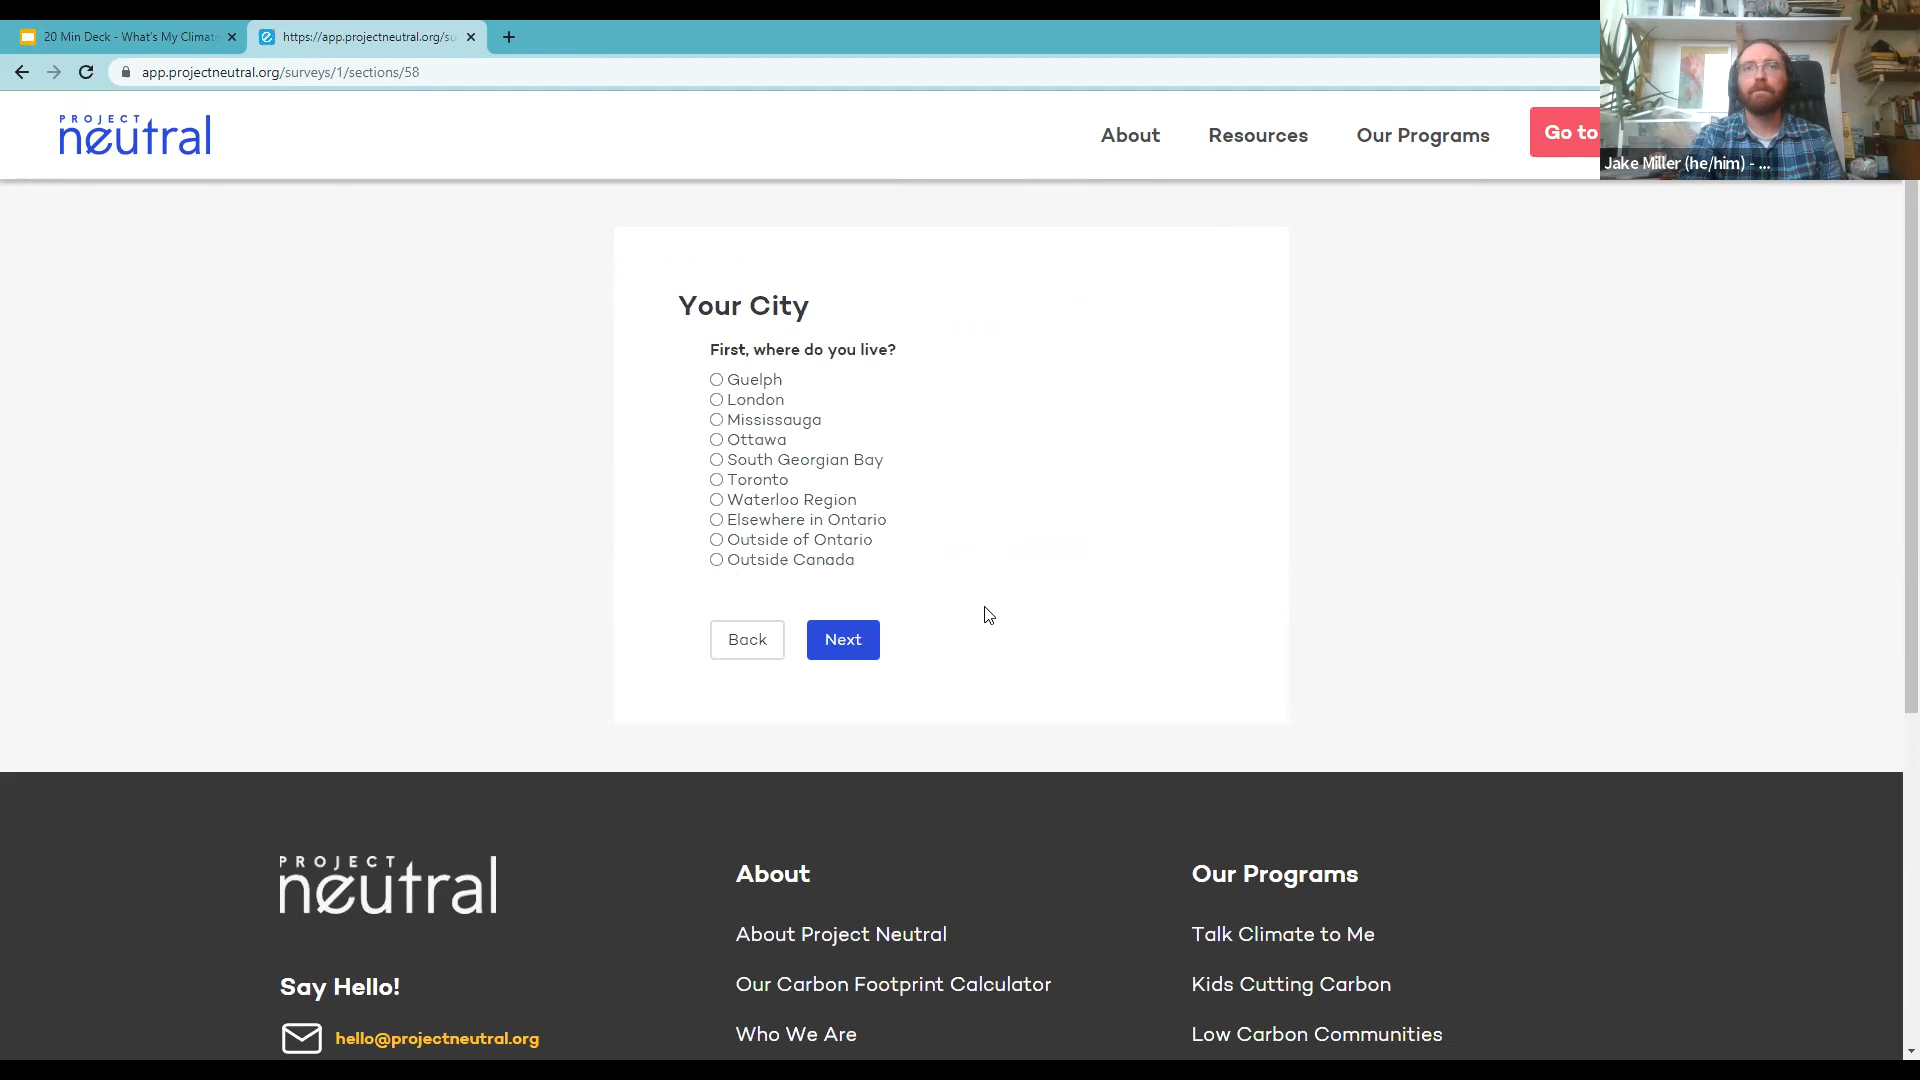 20 Min Deck - What's My Climate
https://app.projectneutral.org/su
app.projectneutral.org/surveys/1/sections/58
PROJECT
neutral
About
Resources
Our Programs
Go to
Jake Miller (he/him) - ...
Your City
First, where do you live?
Guelph
London
Mississauga
Ottawa
South Georgian Bay
Toronto
Waterloo Region
Elsewhere in Ontario
Outside of Ontario
Outside Canada
Back
Next
PROJECT
neutral
Say Hello!
hello@projectneutral.org
About
About Project Neutral
Our Carbon Footprint Calculator
Who We Are
Our Programs
Talk Climate to Me
Kids Cutting Carbon
Low Carbon Communities